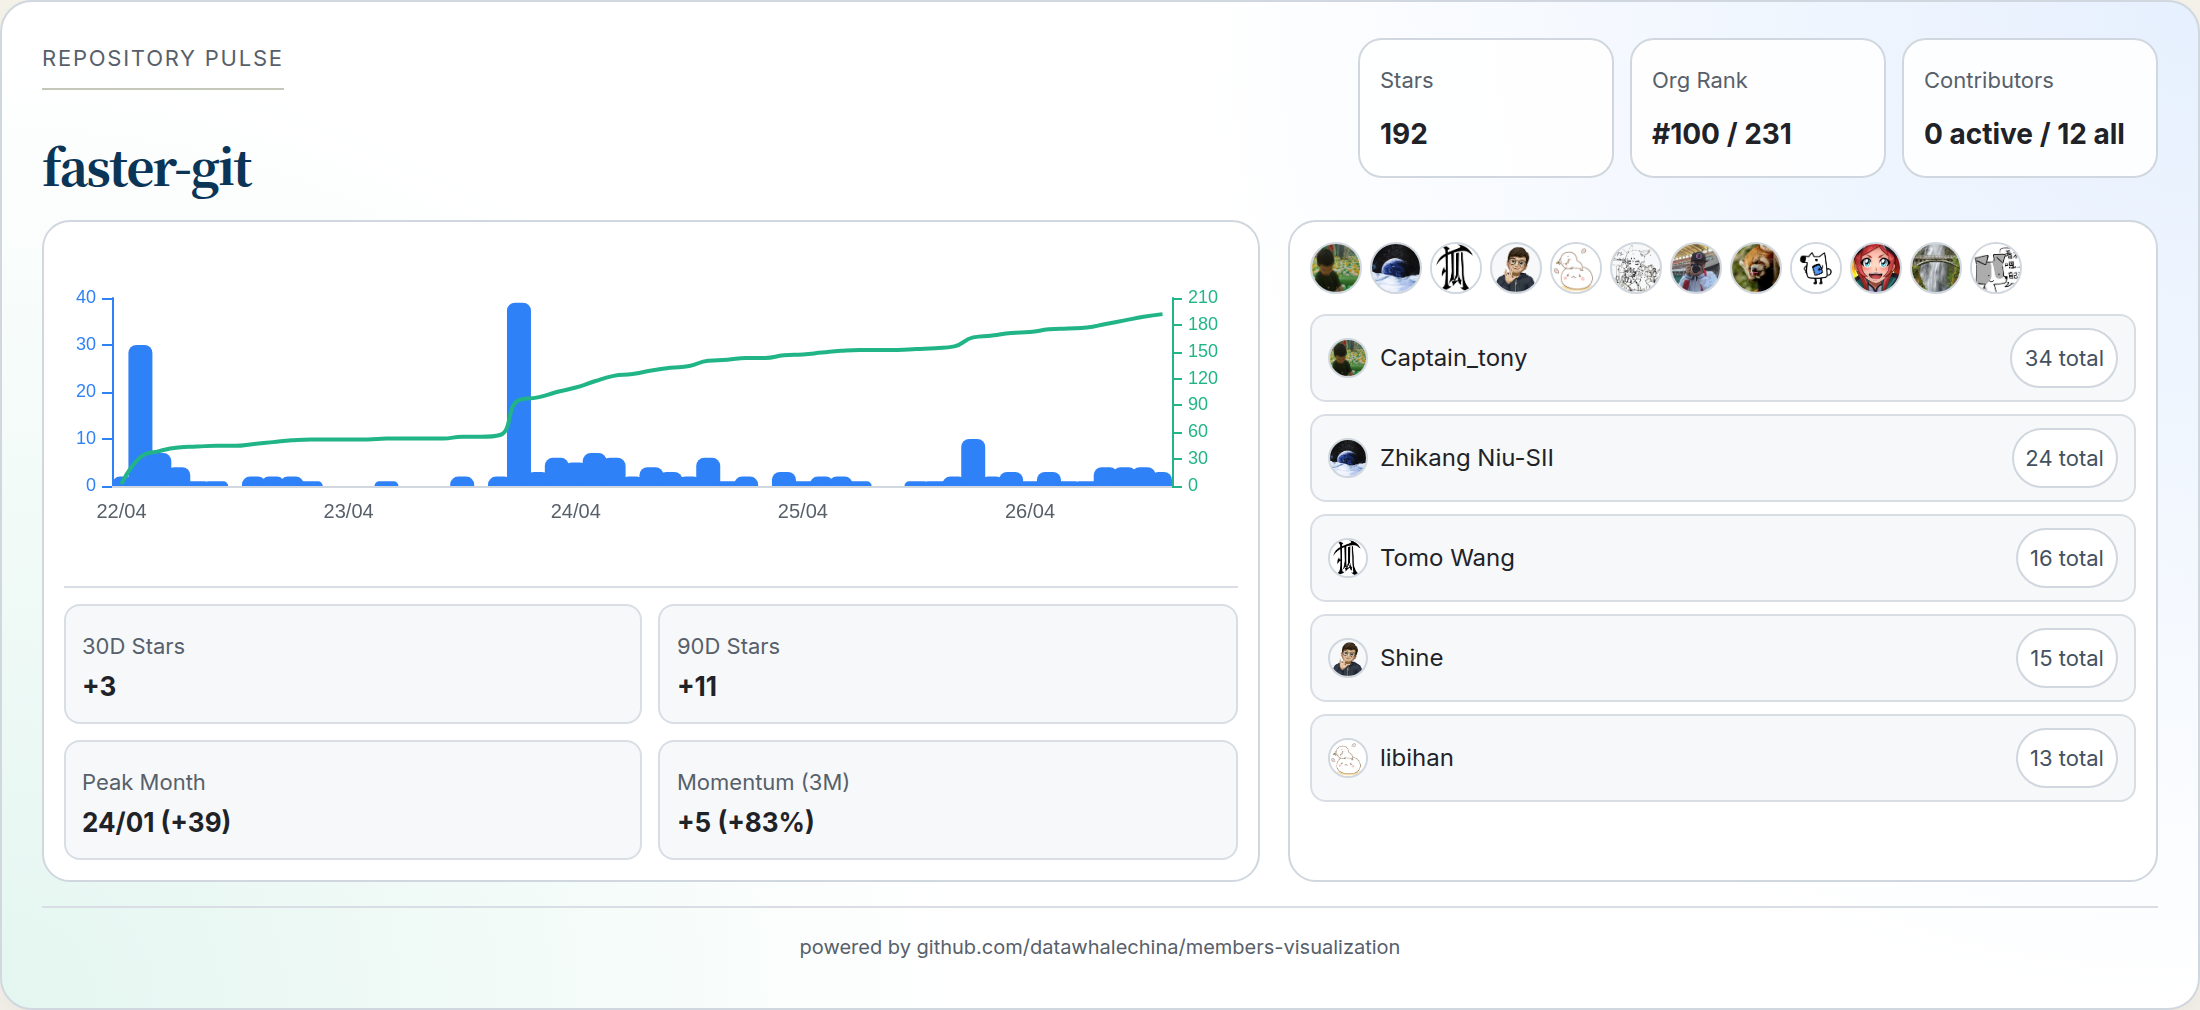 REPOSITORY PULSE
faster-git
Stars
192
Org Rank
#100 / 231
Contributors
0 active / 12 all
40
30
20
10
0
210
180
150
120
90
60
30
0
22/04
23/04
24/04
25/04
26/04
30D Stars
+3
90D Stars
+11
Peak Month
24/01 (+39)
Momentum (3M)
+5 (+83%)
Captain_tony
34 total
Zhikang Niu-SII
24 total
Tomo Wang
16 total
Shine
15 total
libihan
13 total
powered by github.com/datawhalechina/members-visualization